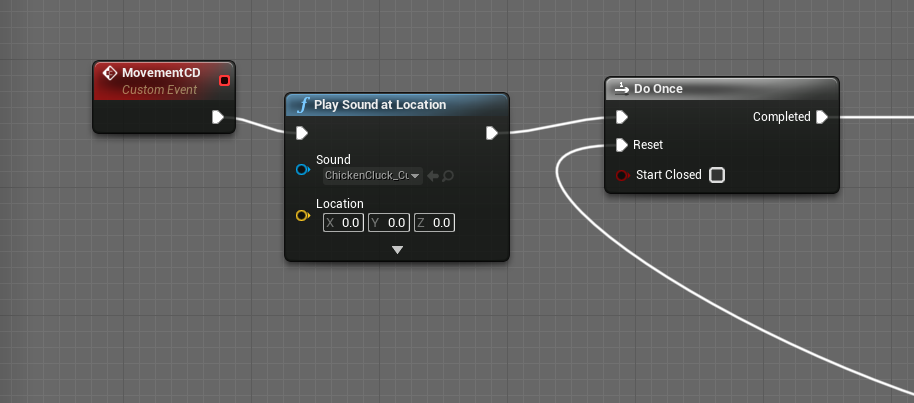 MovementCD
Custom Event
Play Sound at Location
Sound
ChickenCluck_Cu
Location
X 0.0 Y 0.0 Z 0.0
Do Once
Completed
Reset
Start Closed